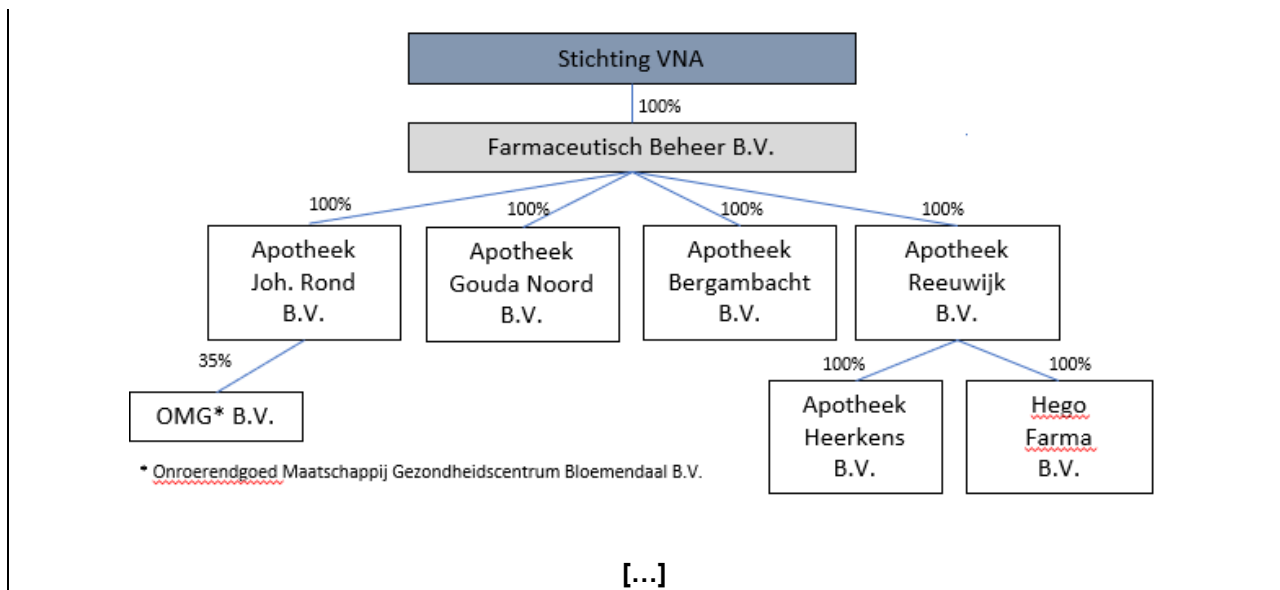 Stichting VNA
100%
Farmaceutisch Beheer B.V.
100%
100%
100%
100%
Apotheek
Joh. Rond
B.V.
Apotheek
Gouda Noord
B.V.
Apotheek
Bergambacht
B.V.
Apotheek
Reeuwijk
B.V.
35%
100%
100%
OMG* B.V.
Apotheek
Heerkens
B.V.
Hego
Farma
B.V.
* Onroerendgoed Maatschappij Gezondheidscentrum Bloemendaal B.V.
[...]